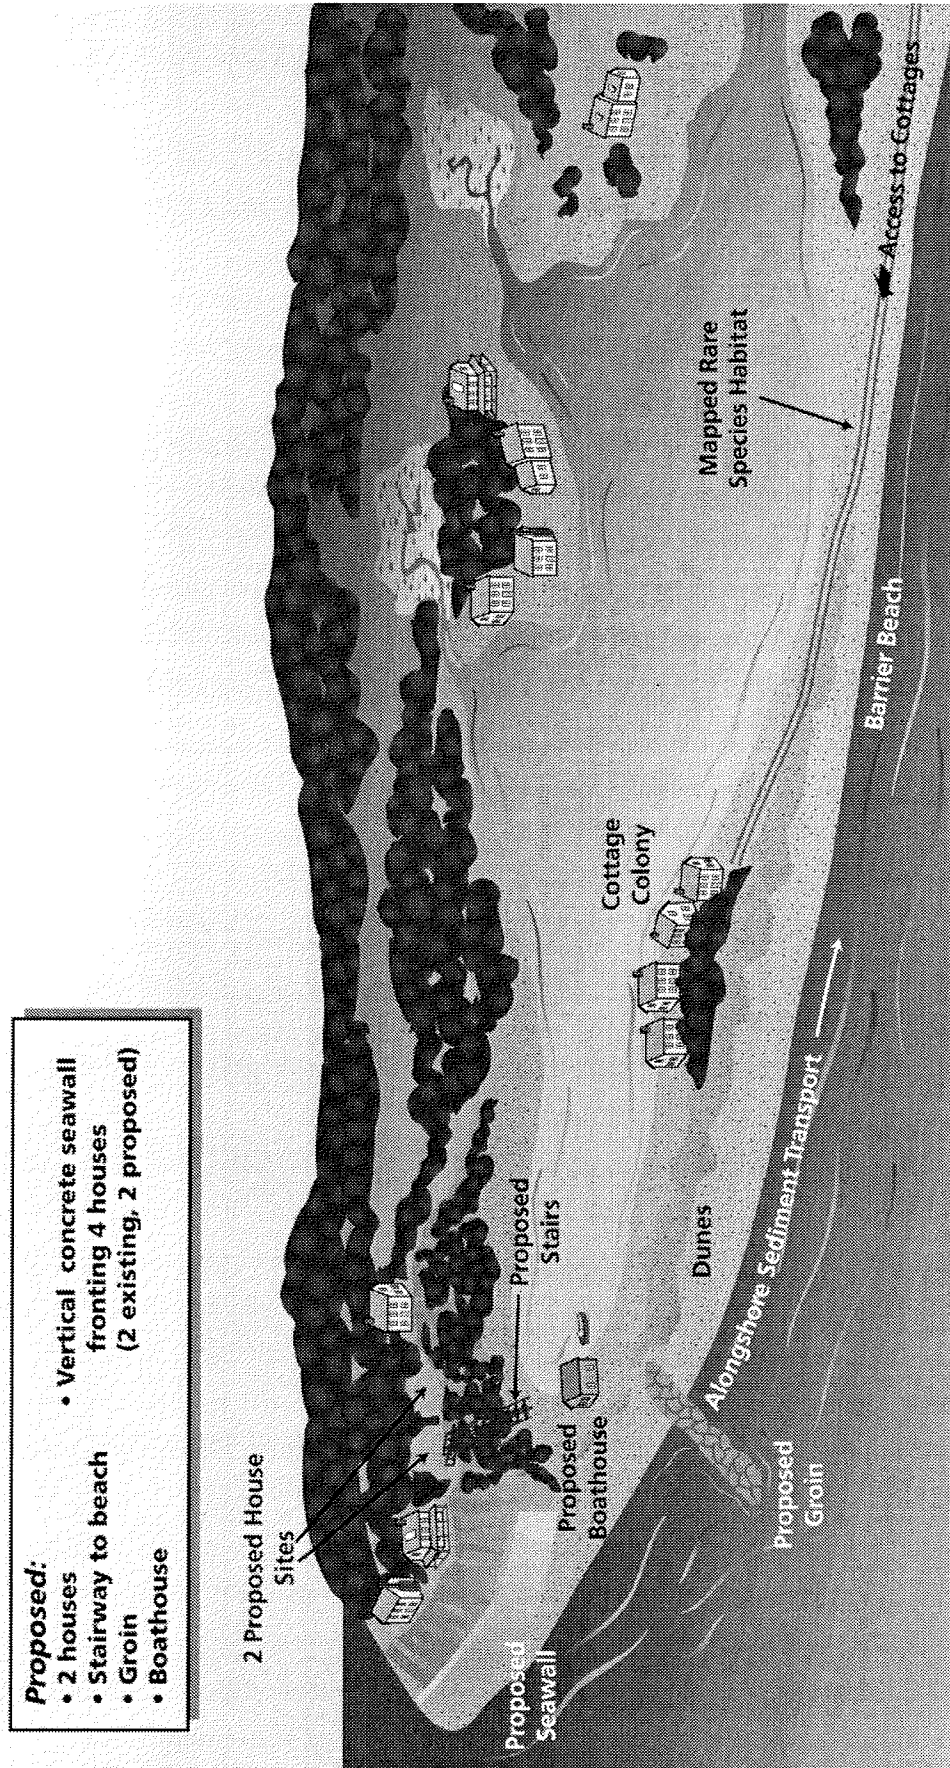 Proposed:
• 2 houses
• Stairway to beach
• Groin
• Boathouse
• Vertical concrete seawall
fronting 4 houses
(2 existing, 2 proposed)
2 Proposed House
Sites
Proposed
Seawall
Proposed
Boathouse
Proposed
Groin
Proposed
Stairs
Dunes
Alongshore Sediment Transport
Cottage
Colony
Barrier Beach
Mapped Rare
Species Habitat
Access to Cottages